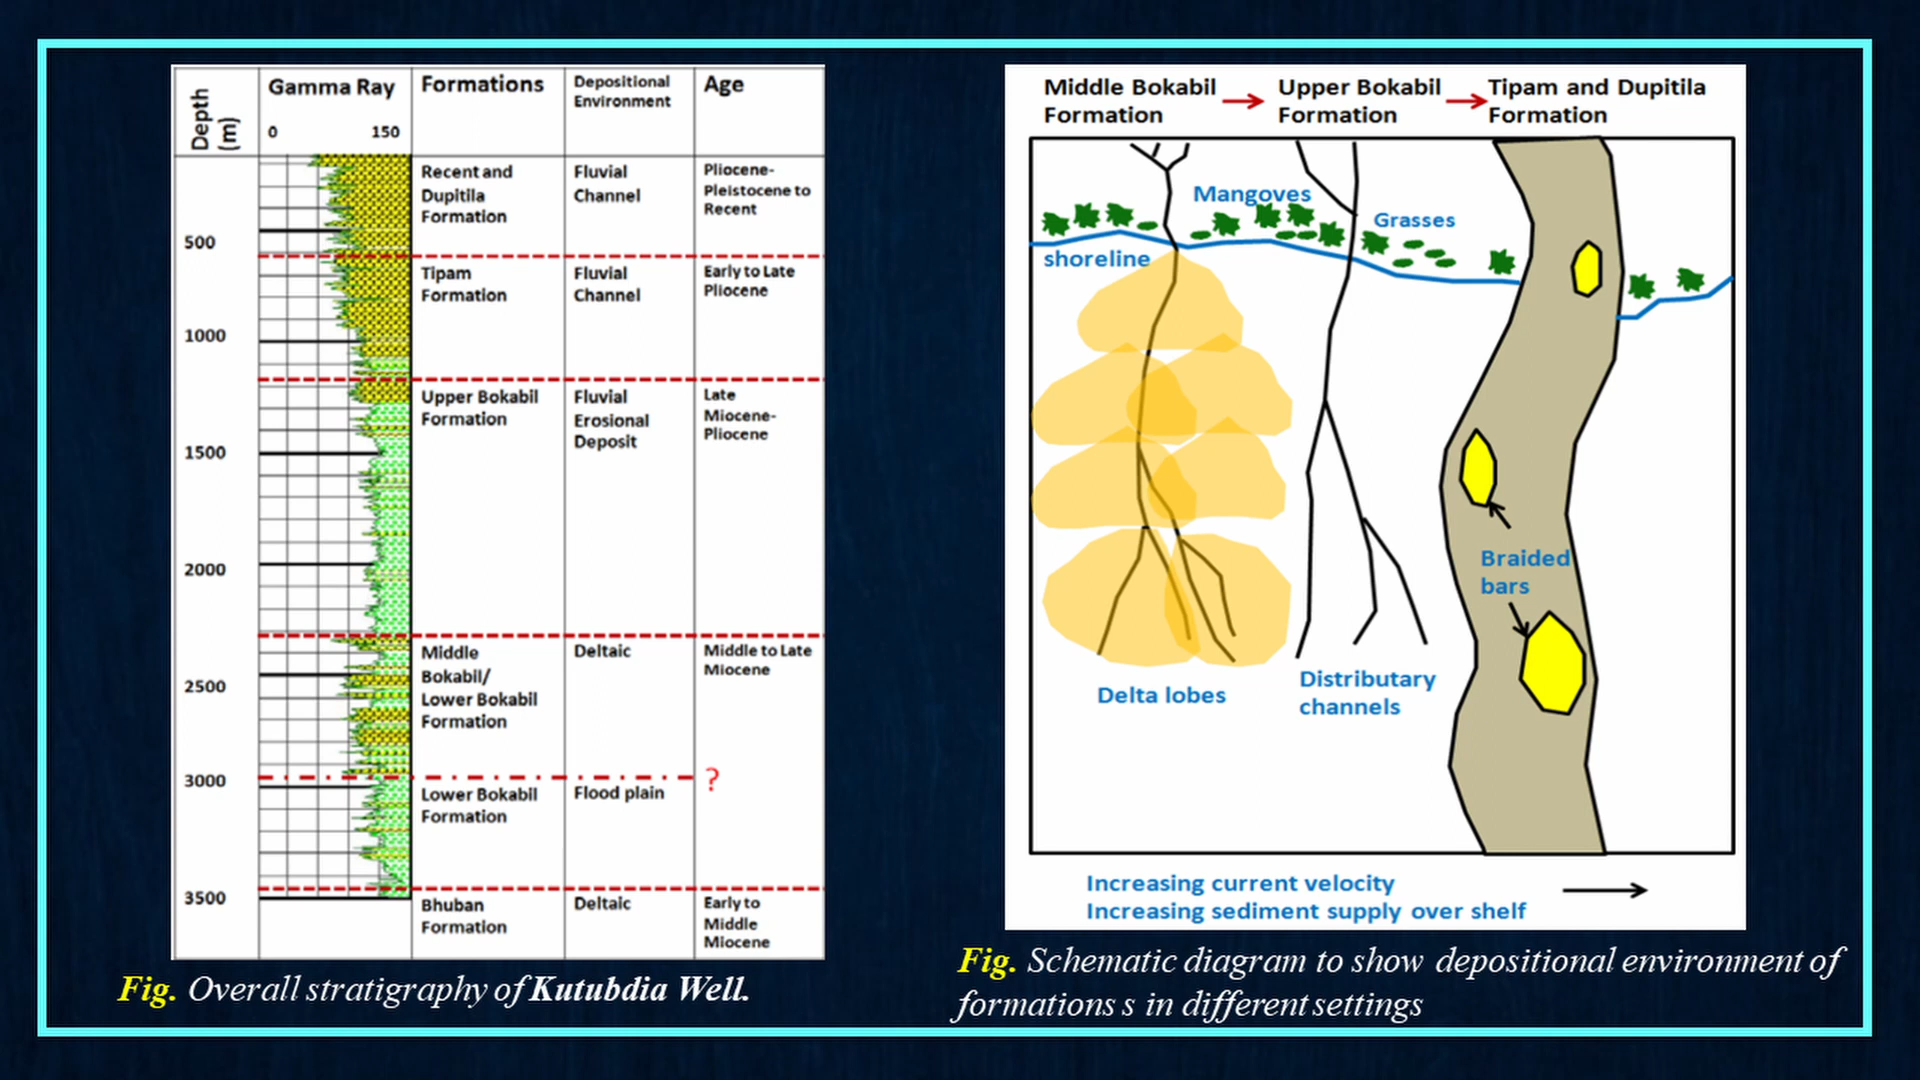 Depth (m)
Gamma Ray
0 150
Formations
Depositional
Environment
Age
Recent and
Dupitila
Formation
Fluvial
Channel
Pliocene-
Pleistocene to
Recent
500
Tipam
Formation
Fluvial
Channel
Early to Late
Pliocene
1000
Upper Bokabil
Formation
Fluvial
Erosional
Deposit
Late
Miocene-
Pliocene
1500
2000
Middle
Bokabil/
Lower Bokabil
Formation
Deltaic
Middle to Late
Miocene
2500
3000
?
Lower Bokabil
Formation
Flood plain
3500
Bhuban
Formation
Deltaic
Early to
Middle
Miocene
Fig. Overall stratigraphy of Kutubdia Well.
Middle Bokabil
Formation
Upper Bokabil
Formation
Tipam and Dupitila
Formation
Mangoves
Grasses
shoreline
Braided
bars
Delta lobes
Distributary
channels
Increasing current velocity
Increasing sediment supply over shelf
Fig. Schematic diagram to show depositional environment of
formations s in different settings